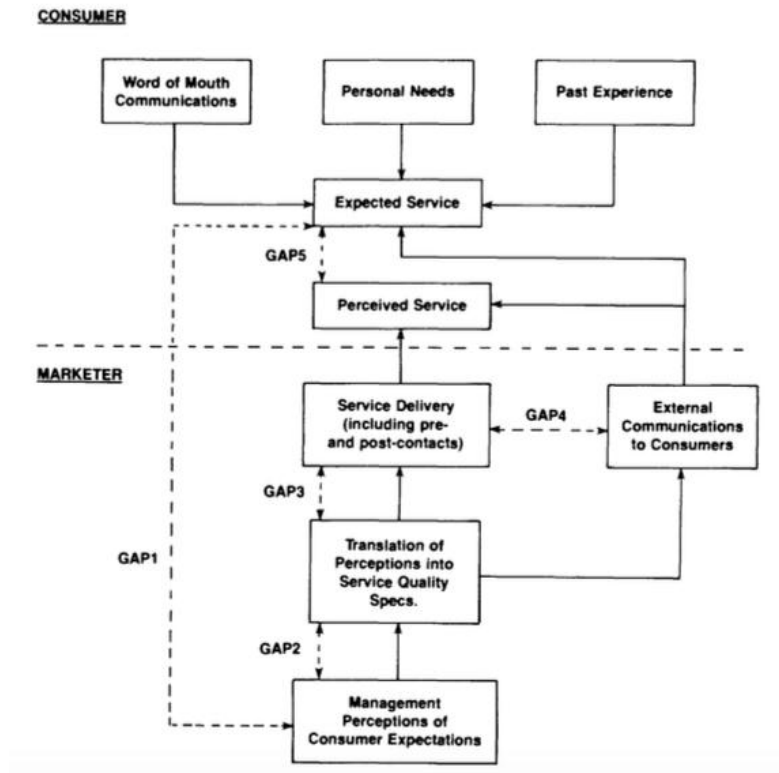 CONSUMER
Word of Mouth
Communications
Personal Needs
Past Experience
Expected Service
GAP5
Perceived Service
MARKETER
Service Delivery
(including pre-
and post-contacts)
GAP4
External
Communications
to Consumers
GAP3
Translation of
Perceptions into
Service Quality
Specs.
GAP1
GAP2
Management
Perceptions of
Consumer Expectations